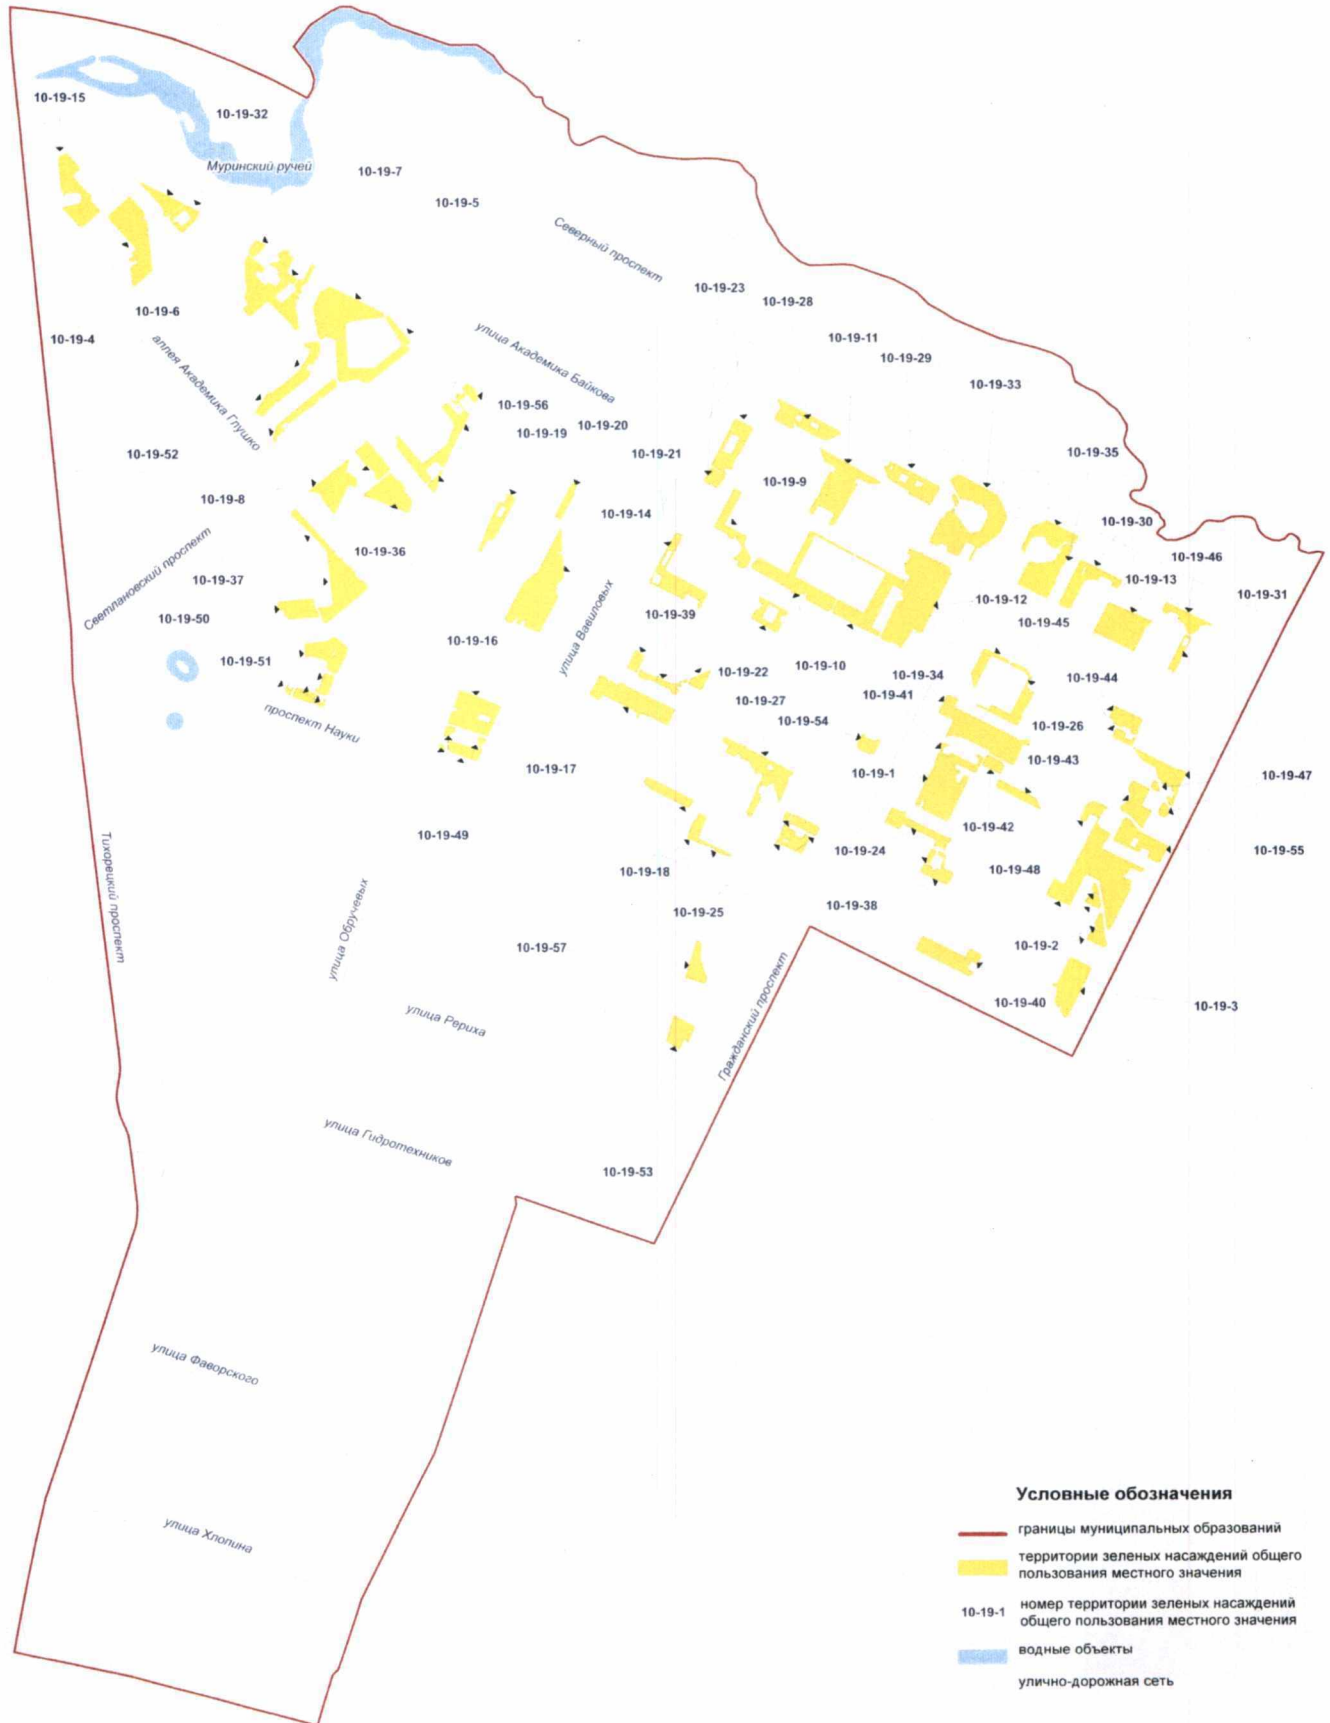 10-19-15
10-19-32
Муринский ручей
10-19-7
10-19-5
Северный проспект
10-19-23
10-19-28
10-19-6
10-19-4
аллея Академика Глушко
улица Академика Байкова
10-19-11
10-19-29
10-19-33
10-19-56
10-19-19
10-19-20
10-19-21
10-19-52
10-19-35
10-19-9
10-19-8
10-19-14
10-19-30
10-19-36
10-19-46
Светлановский проспект
10-19-37
10-19-13
10-19-31
10-19-12
10-19-50
10-19-39
10-19-45
10-19-16
улица Вавиловых
10-19-51
10-19-22
10-19-10
10-19-34
10-19-44
10-19-27
10-19-41
проспект Науки
10-19-54
10-19-26
10-19-17
10-19-1
10-19-43
10-19-47
10-19-49
10-19-42
10-19-24
10-19-55
10-19-18
10-19-48
Тихорецкий проспект
10-19-25
10-19-38
улица Обручевых
10-19-57
10-19-2
10-19-40
10-19-3
улица Рериха
Гражданский проспект
улица Гидротехников
10-19-53
улица Фаворского
улица Хлопина
Условные обозначения
границы муниципальных образований
территории зеленых насаждений общего
пользования местного значения
10-19-1
номер территории зеленых насаждений
общего пользования местного значения
водные объекты
улично-дорожная сеть